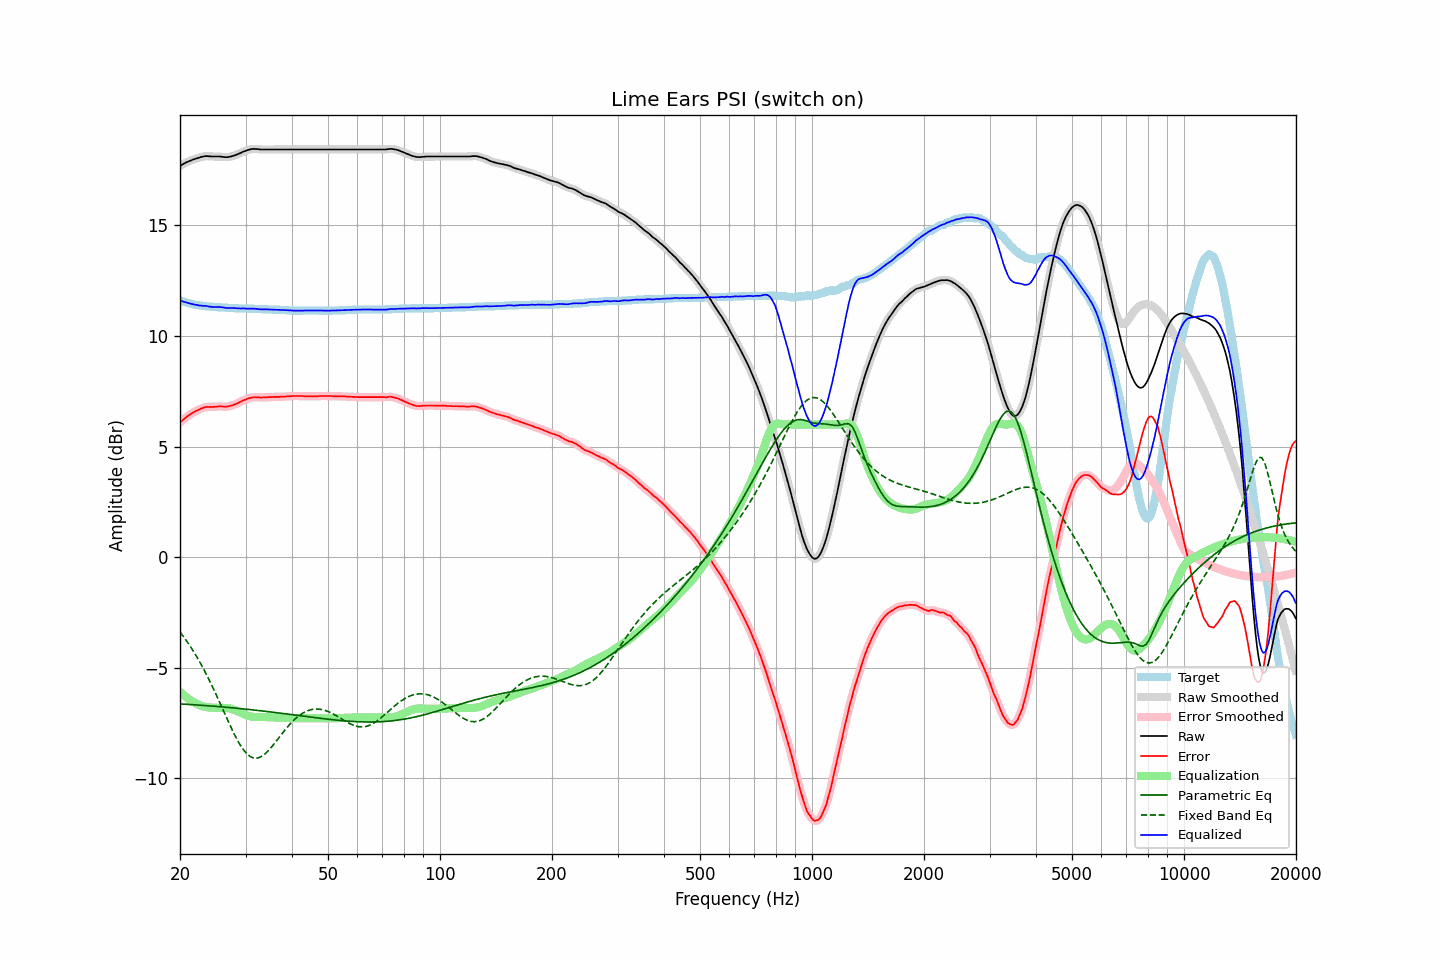 Lime Ears PSI (switch on)
Amplitude (dBr)
15
10
5
0
−5
−10
20
50
100
200
500
1000
2000
5000
10000
20000
Frequency (Hz)
Target
Raw Smoothed
Error Smoothed
Raw
Error
Equalization
Parametric Eq
Fixed Band Eq
Equalized